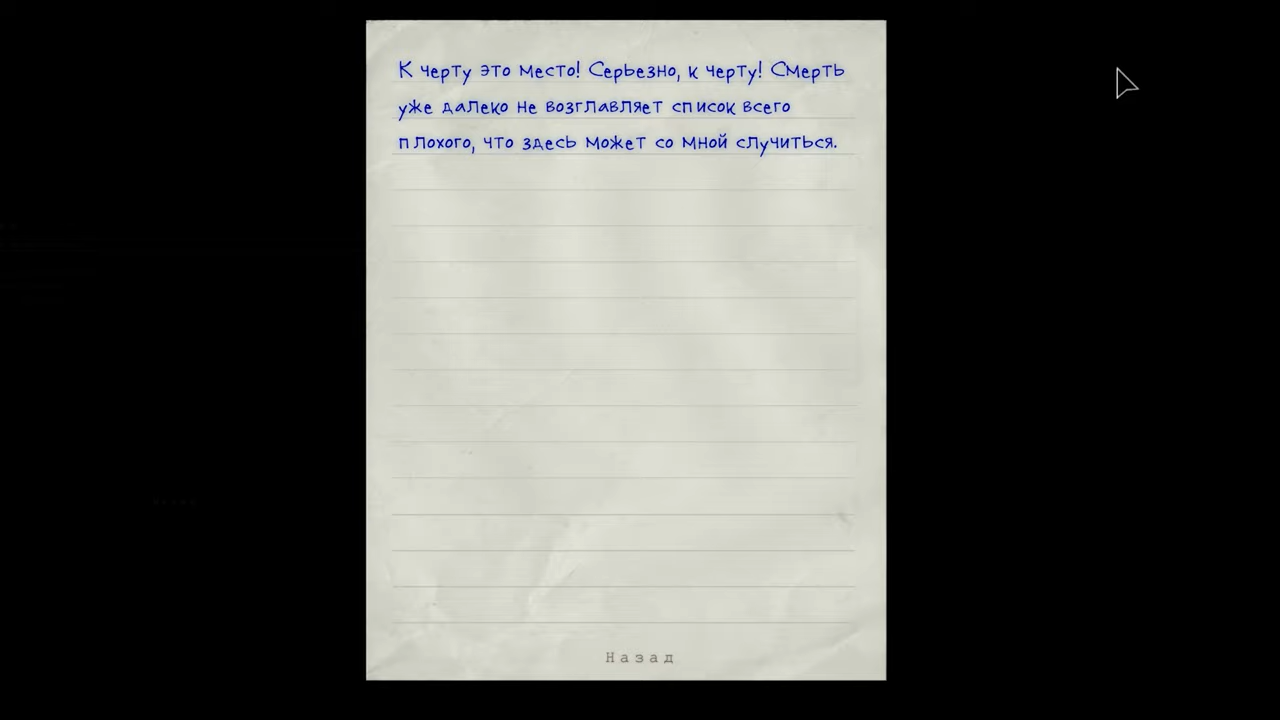 К черту это место! Серьезно, к черту! Смерть
уже далеко не возглавляет список всего
плохого, что здесь может со мной случиться.
Назад